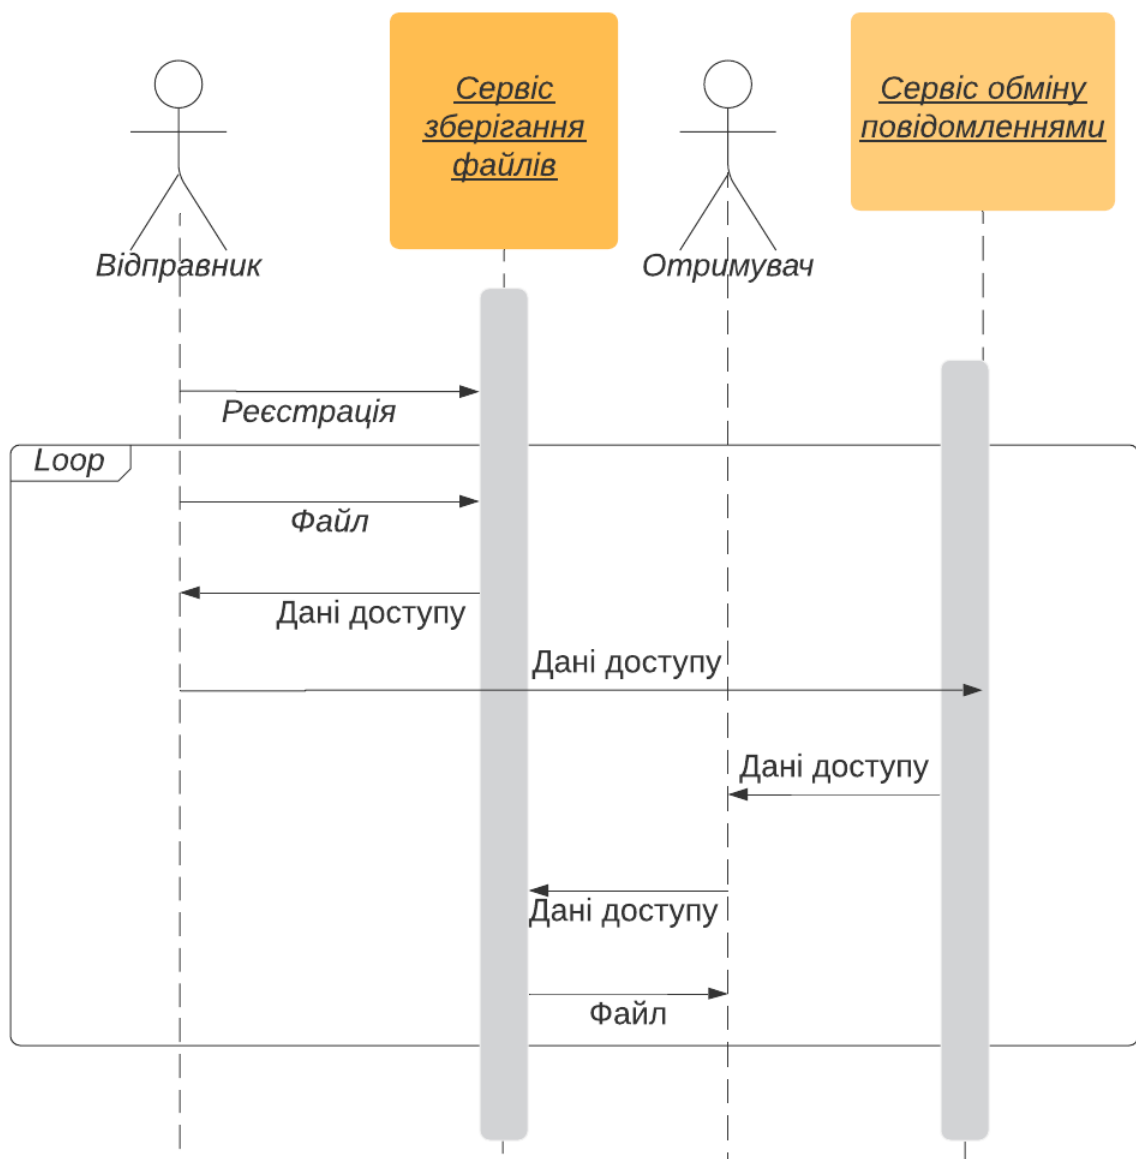 Сервіс
зберігання
файлів
Сервіс обміну
повідомленнями
Відправник
Отримувач
Реєстрація
Loop
Файл
Дані доступу
Дані доступу
Дані доступу
Дані доступу
Файл